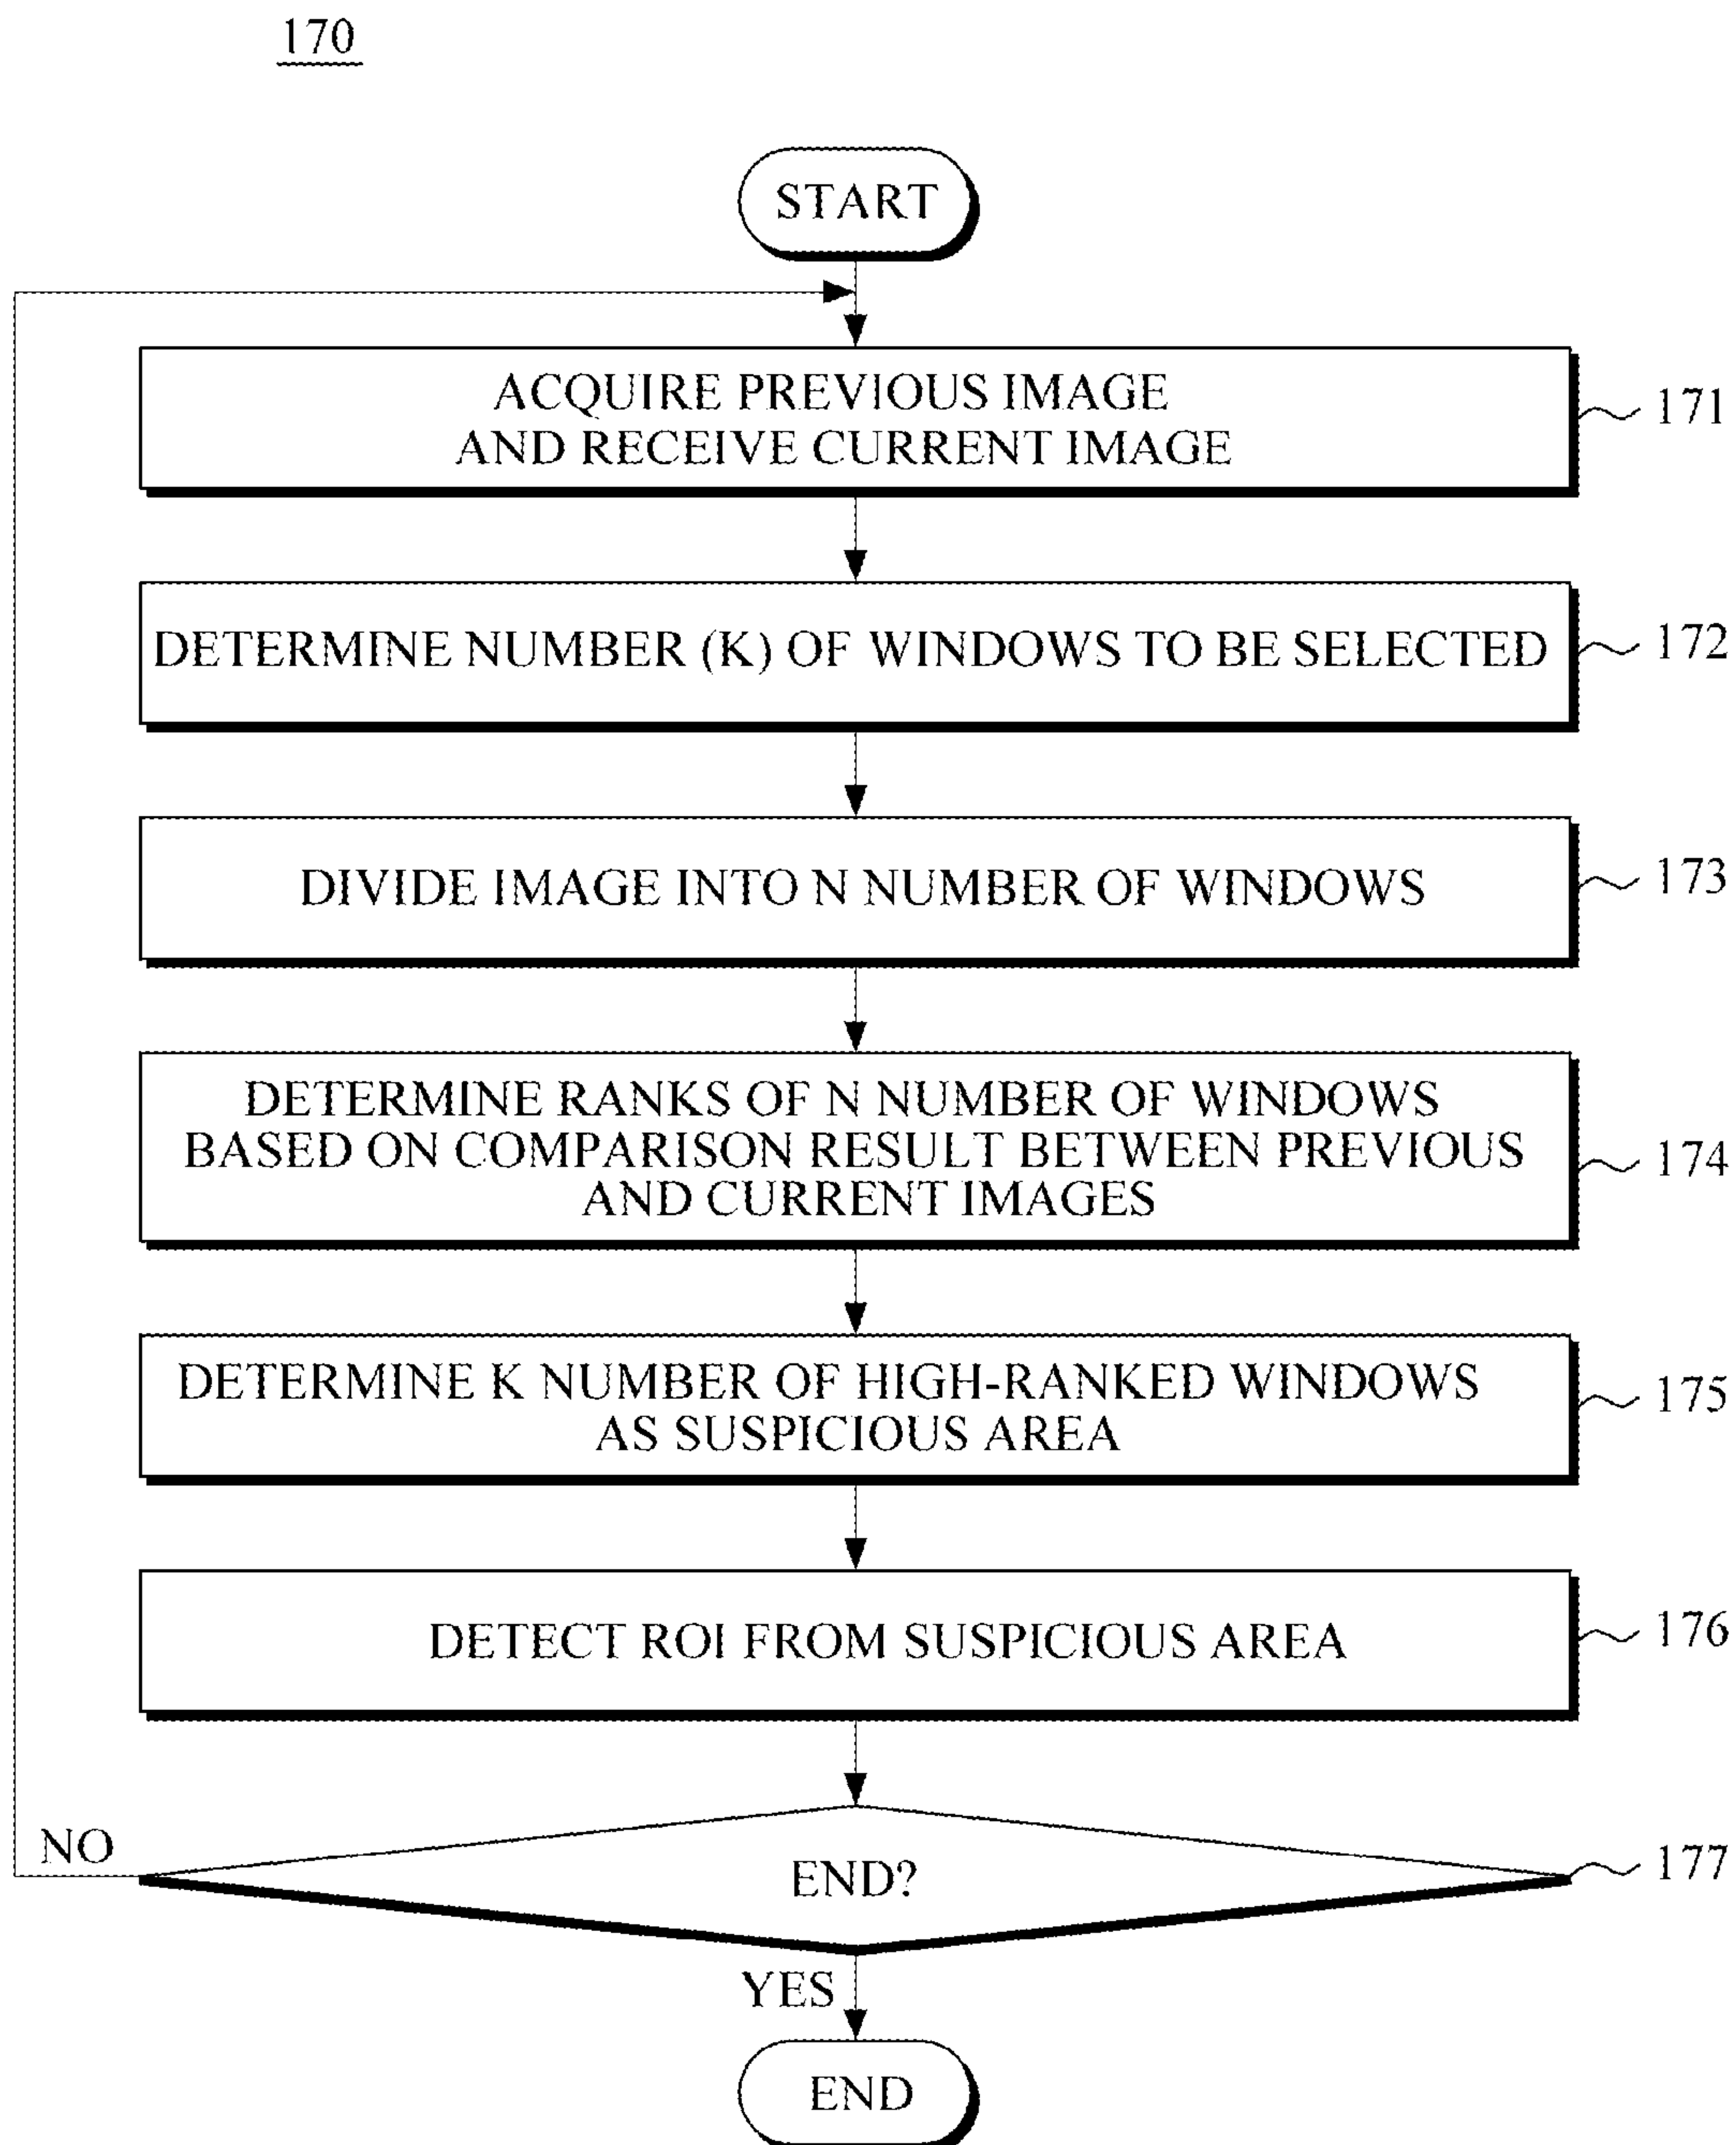 170
START
ACQUIRE PREVIOUS IMAGE
AND RECEIVE CURRENT IMAGE
171
DETERMINE NUMBER (K) OF WINDOWS TO BE SELECTED
172
DIVIDE IMAGE INTO N NUMBER OF WINDOWS
173
DETERMINE RANKS OF N NUMBER OF WINDOWS
BASED ON COMPARISON RESULT BETWEEN PREVIOUS
AND CURRENT IMAGES
174
DETERMINE K NUMBER OF HIGH-RANKED WINDOWS
AS SUSPICIOUS AREA
175
DETECT ROI FROM SUSPICIOUS AREA
176
NO
END?
177
YES
END